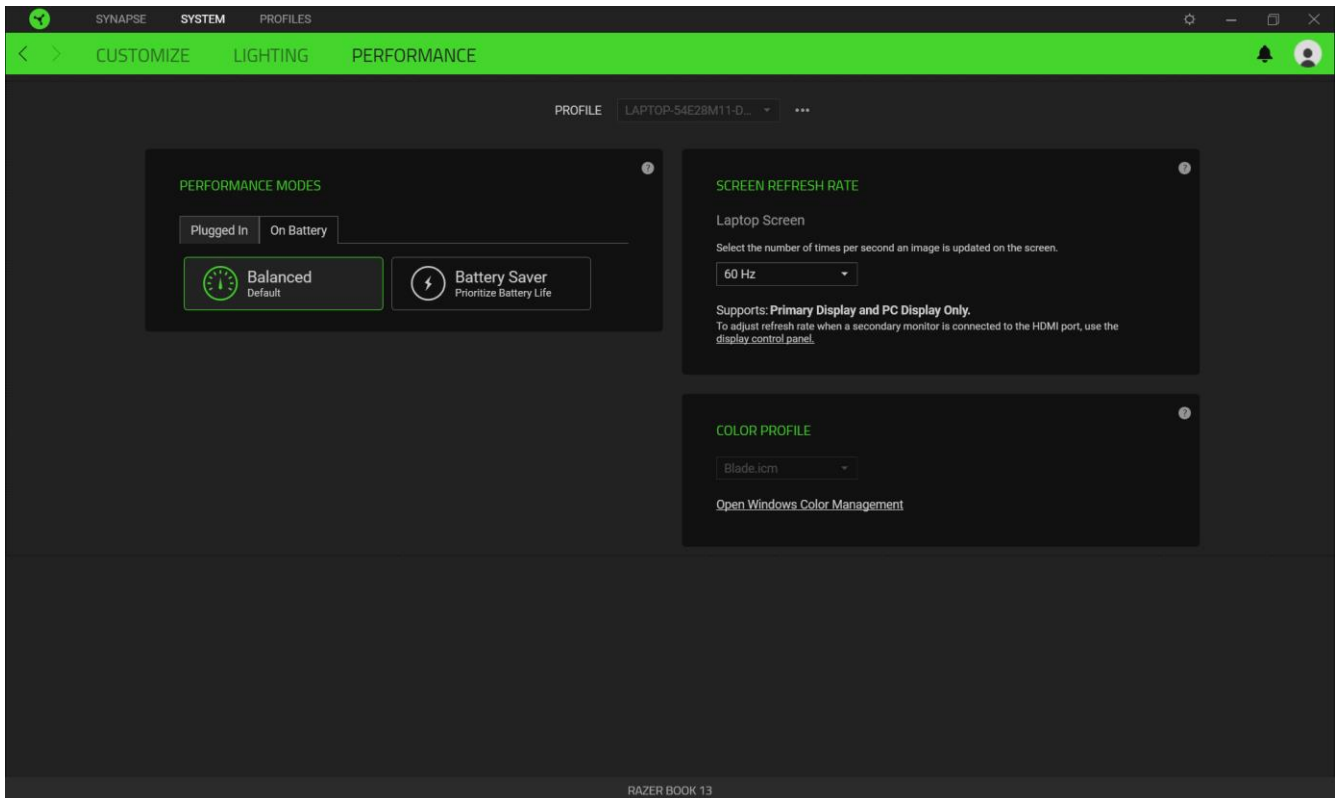 SYNAPSE SYSTEM PROFILES
CUSTOMIZE LIGHTING PERFORMANCE
PROFILE LAPTOP-54E28M11-D...
PERFORMANCE MODES
Plugged In On Battery
Balanced
Default
Battery Saver
Prioritize Battery Life
SCREEN REFRESH RATE
Laptop Screen
Select the number of times per second an image is updated on the screen.
60 Hz
Supports: Primary Display and PC Display Only.
To adjust refresh rate when a secondary monitor is connected to the HDMI port, use the
display control panel.
COLOR PROFILE
Blade.icm
Open Windows Color Management
RAZER BOOK 13